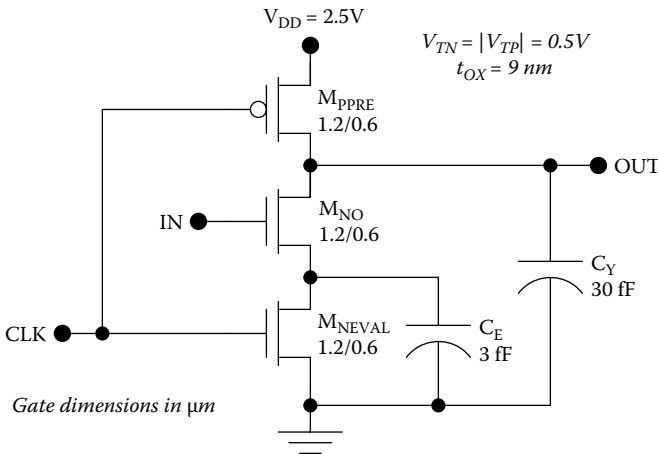 V_DD = 2.5V
V_TN = |V_TP| = 0.5V
t_OX = 9 nm
M_PPRE
1.2/0.6
OUT
IN
M_NO
1.2/0.6
C_Y
30 fF
CLK
M_NEVAL
1.2/0.6
C_E
3 fF
Gate dimensions in μm